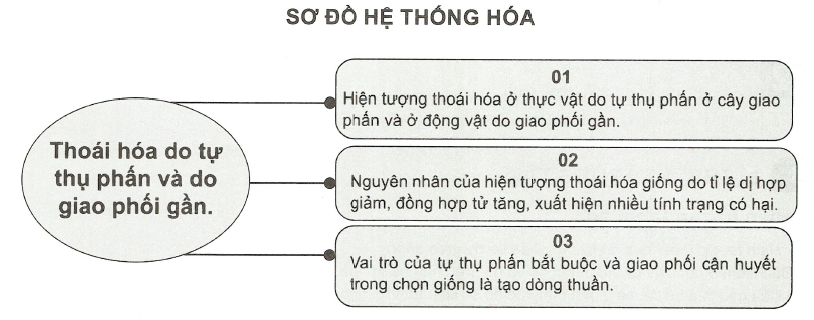 SƠ ĐỒ HỆ THỐNG HÓA
Thoái hóa do tự
thụ phấn và do
giao phối gần.
01
Hiện tượng thoái hóa ở thực vật do tự thụ phấn ở cây giao
phấn và ở động vật do giao phối gần.
02
Nguyên nhân của hiện tượng thoái hóa giống do tỉ lệ dị hợp
giảm, đồng hợp tử tăng, xuất hiện nhiều tính trạng có hại.
03
Vai trò của tự thụ phấn bắt buộc và giao phối cận huyết
trong chọn giống là tạo dòng thuần.